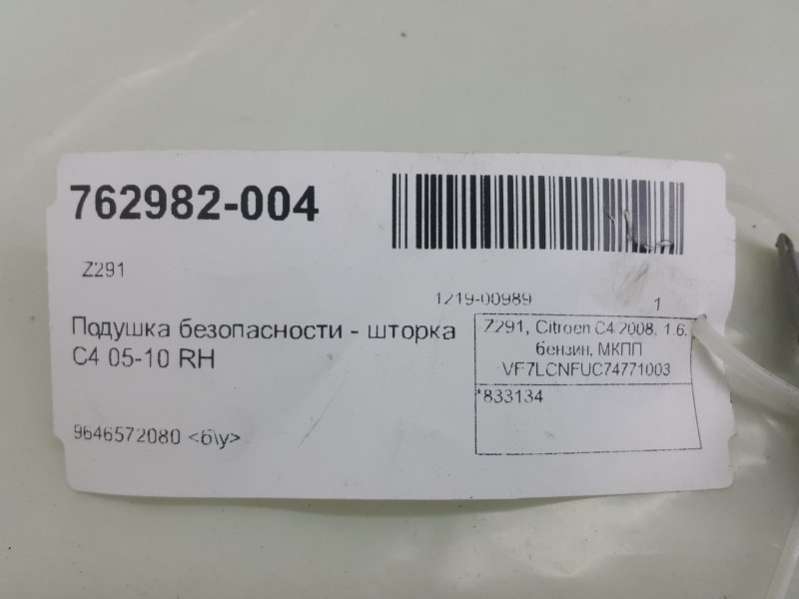 762982-004
Z291
1219-00989 1
Подушка безопасности - шторка
C4 05-10 RH
9646572080 <б\у>
Z291, Citroen C4 2008, 1.6,
бензин, МКПП
VF7LCNFUC74771003
*833134